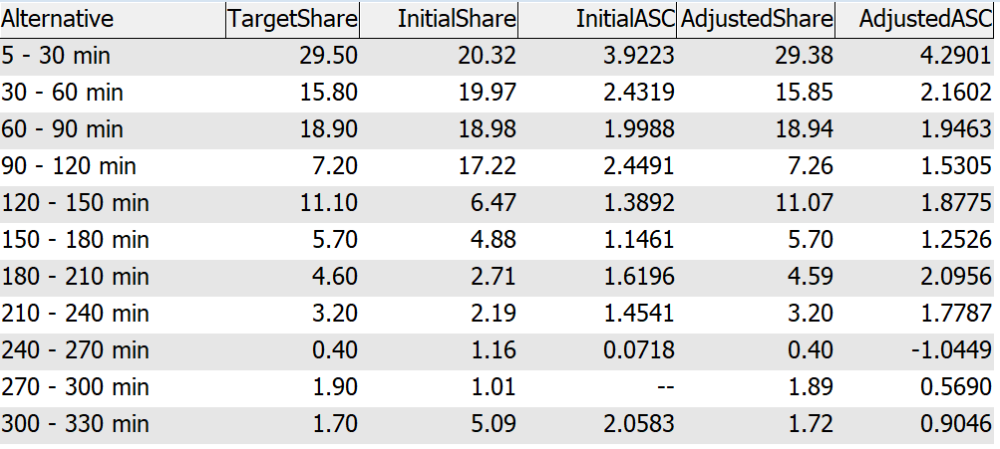 Alternative TargetShare InitialShare InitialASC AdjustedShare AdjustedASC
5 - 30 min 29.50 20.32 3.9223 29.38 4.2901
30 - 60 min 15.80 19.97 2.4319 15.85 2.1602
60 - 90 min 18.90 18.98 1.9988 18.94 1.9463
90 - 120 min 7.20 17.22 2.4491 7.26 1.5305
120 - 150 min 11.10 6.47 1.3892 11.07 1.8775
150 - 180 min 5.70 4.88 1.1461 5.70 1.2526
180 - 210 min 4.60 2.71 1.6196 4.59 2.0956
210 - 240 min 3.20 2.19 1.4541 3.20 1.7787
240 - 270 min 0.40 1.16 0.0718 0.40 -1.0449
270 - 300 min 1.90 1.01 -- 1.89 0.5690
300 - 330 min 1.70 5.09 2.0583 1.72 0.9046